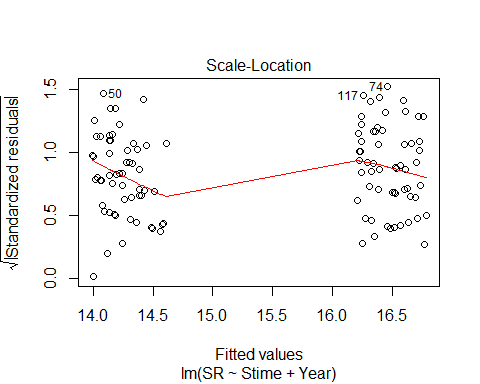 Scale-Location
√|Standardized residuals|
1.5
1.0
0.5
0.0
50
74
117
14.0 14.5 15.0 15.5 16.0 16.5
Fitted values
lm(SR ~ Stime + Year)